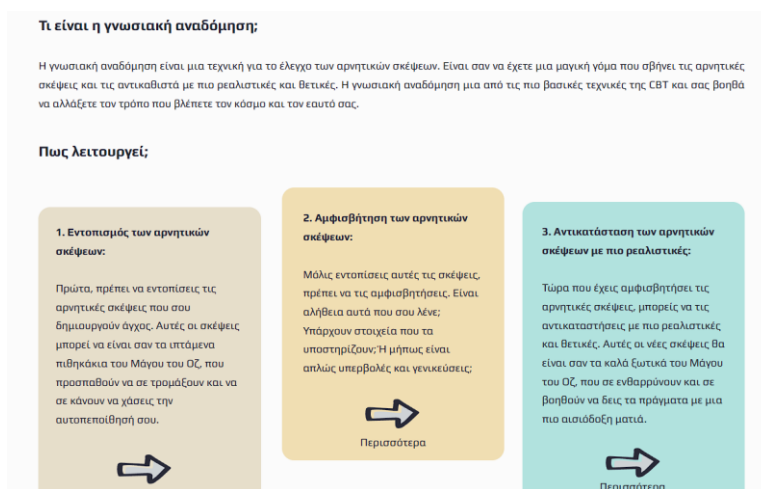 Τι είναι η γνωσιακή αναδόμηση;
Η γνωσιακή αναδόμηση είναι μια τεχνική για το έλεγχο των αρνητικών σκέψεων. Είναι σαν να έχετε μια μαγική γόμα που σβήνει τις αρνητικές
σκέψεις και τις αντικαθιστά με πιο ρεαλιστικές και θετικές. Η γνωσιακή αναδόμηση μια από τις πιο βασικές τεχνικές της CBT και σας βοηθά
να αλλάξετε τον τρόπο που βλέπετε τον κόσμο και τον εαυτό σας.
Πως λειτουργεί;
1. Εντοπισμός των αρνητικών
σκέψεων:
Πρώτα, πρέπει να εντοπίσεις τις
αρνητικές σκέψεις που σου
δημιουργούν άγχος. Αυτές οι σκέψεις
μπορεί να είναι σαν τα ιπτάμενα
πιθηκάκια του Μάγου του Οζ, που
προσπαθούν να σε τρομάξουν και να
σε κάνουν να χάσεις την
αυτοπεποίθησή σου.
2. Αμφισβήτηση των αρνητικών
σκέψεων:
Μόλις εντοπίσεις αυτές τις σκέψεις,
πρέπει να τις αμφισβητήσεις. Είναι
αλήθεια αυτά που σου λένε;
Υπάρχουν στοιχεία που τα
υποστηρίζουν; Ή μήπως είναι
απλώς υπερβολές και γενικεύσεις;
Περισσότερα
3. Αντικατάσταση των αρνητικών
σκέψεων με πιο ρεαλιστικές:
Τώρα που έχεις αμφισβητήσει τις
αρνητικές σκέψεις, μπορείς να τις
αντικαταστήσεις με πιο ρεαλιστικές
και θετικές. Αυτές οι νέες σκέψεις θα
είναι σαν τα καλά ξωτικά του Μάγου
του Οζ, που σε ενθαρρύνουν και σε
βοηθούν να δεις τα πράγματα με μια
πιο αισιόδοξη ματιά.
Περισσότερα